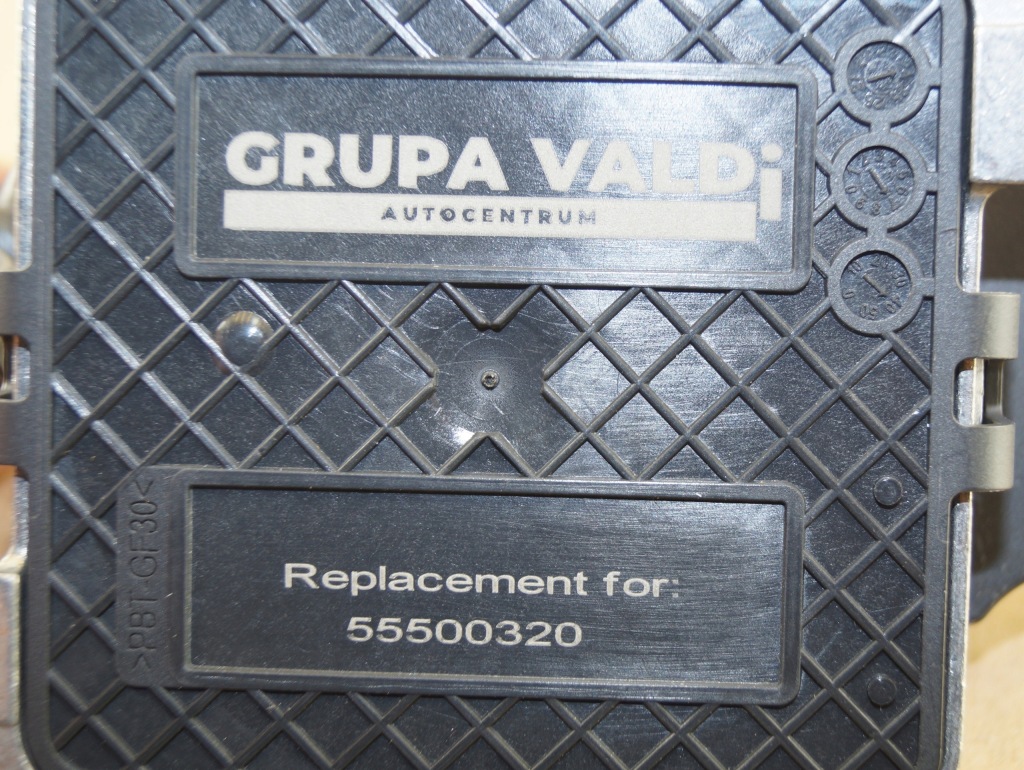 GRUPA VALDi
AUTOCENTRUM
>PBT-GF30<
Replacement for:
55500320